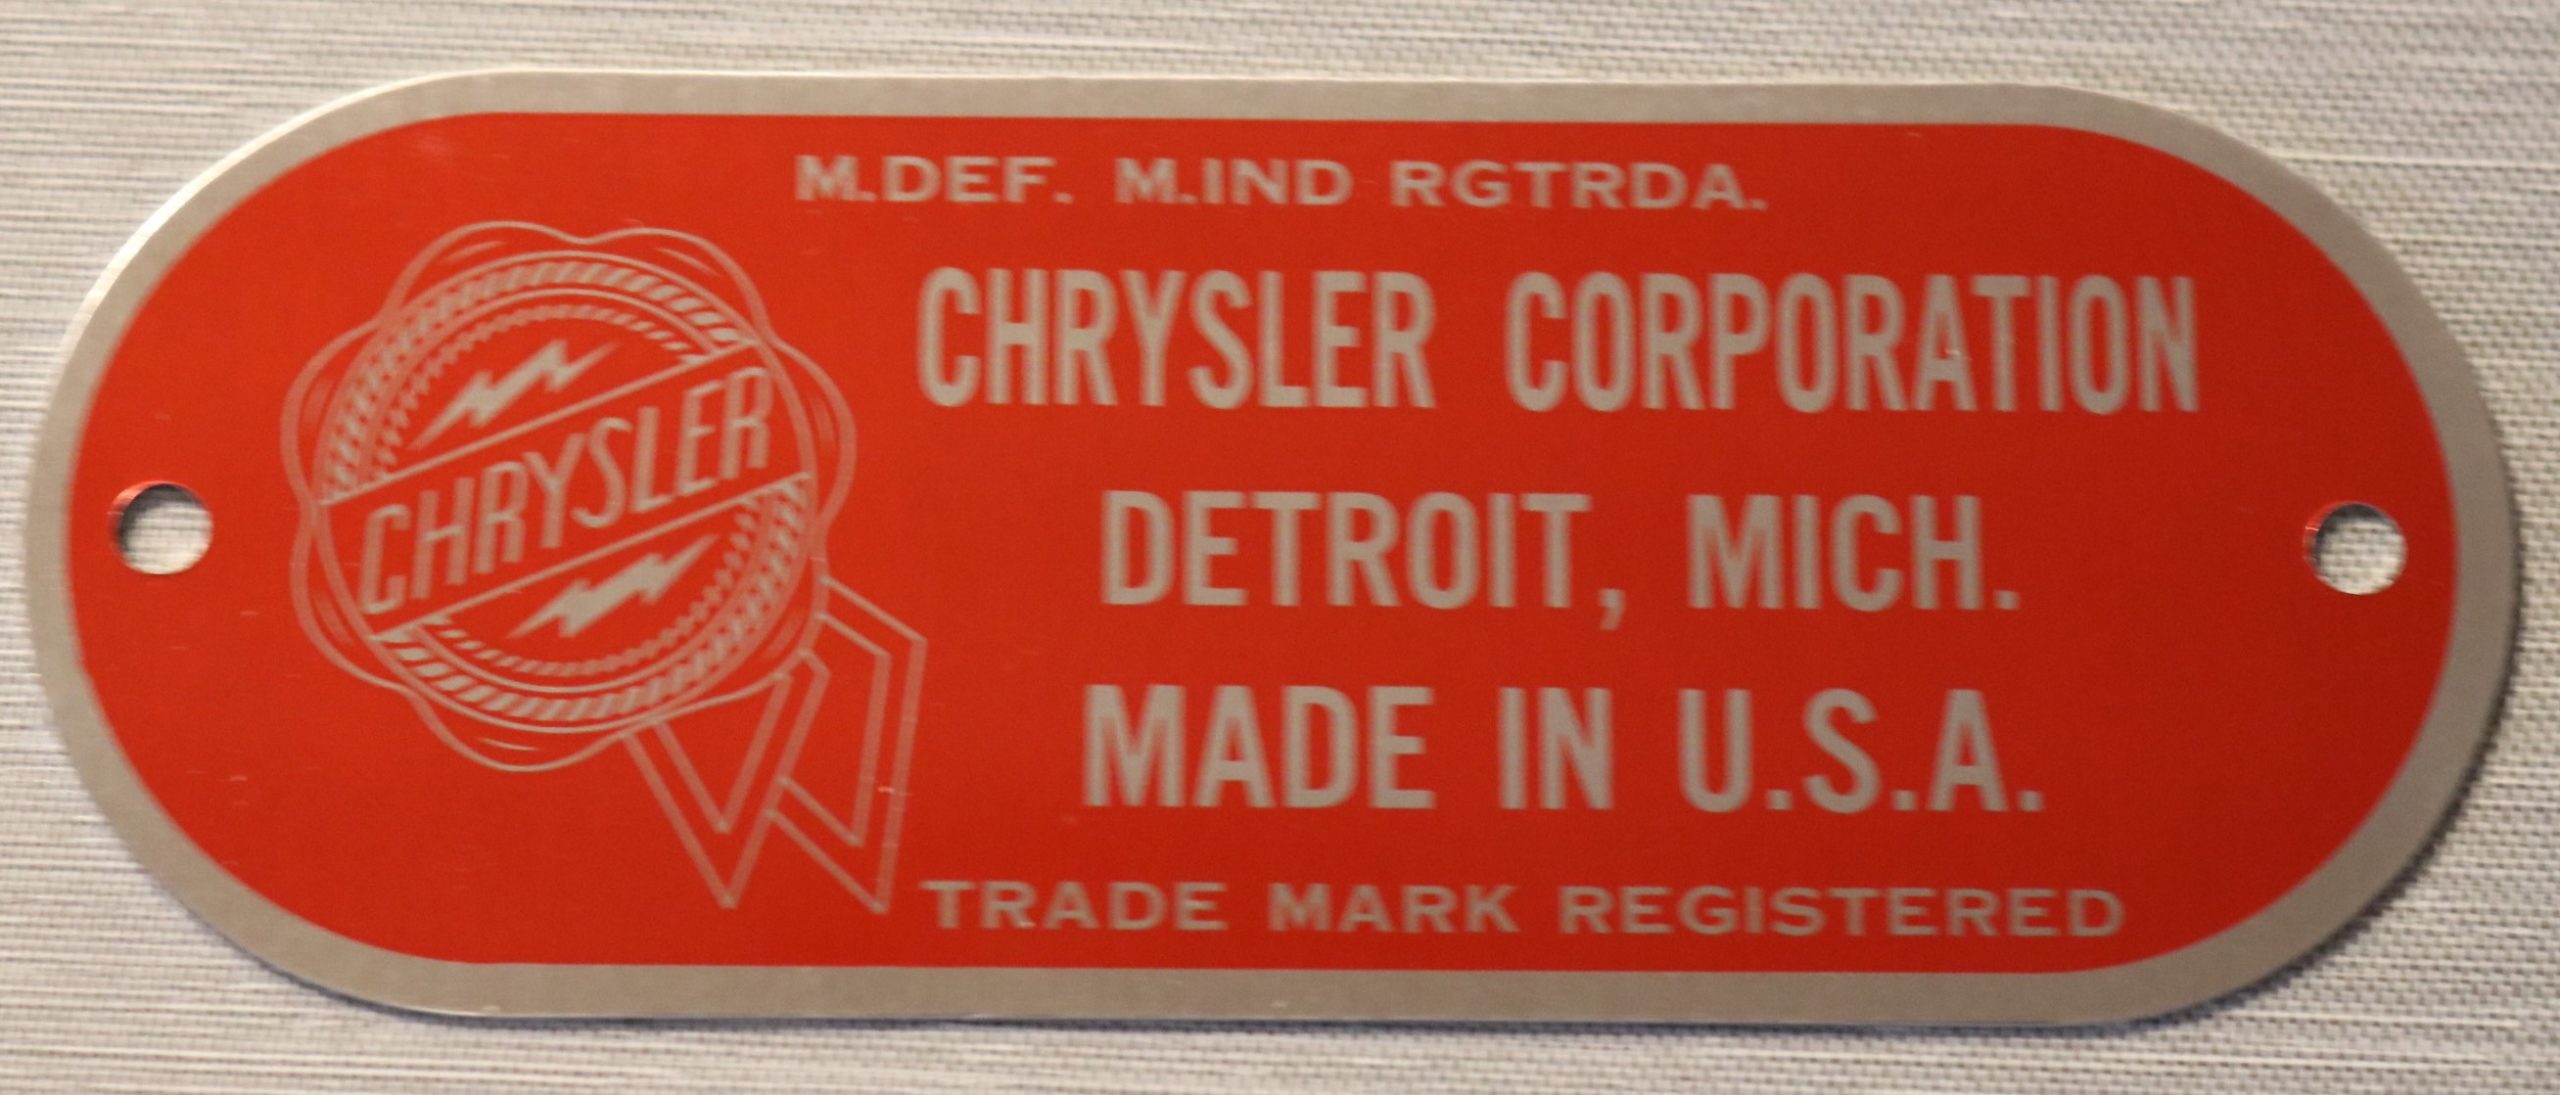 M.DEF. M.IND RGTRDA.
CHRYSLER
CHRYSLER CORPORATION
DETROIT, MICH.
MADE IN U.S.A.
TRADE MARK REGISTERED